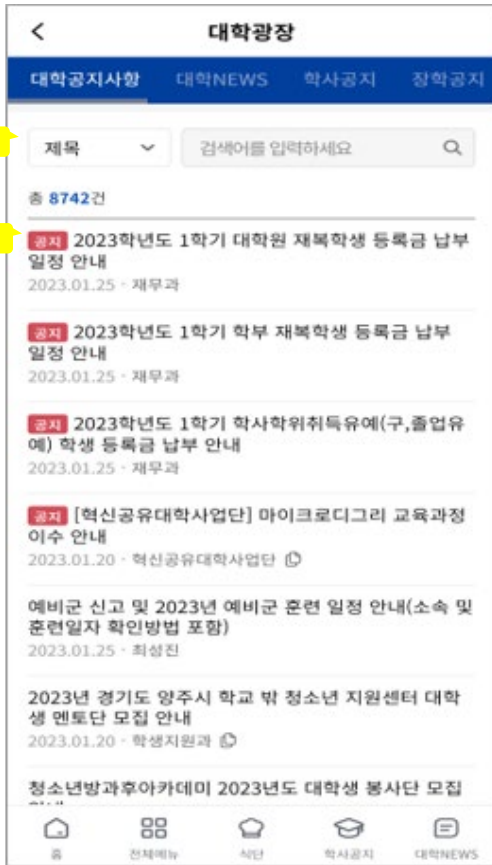 대학광장
대학공지사항 대학NEWS 학사공지 장학공지
제목 검색어를 입력하세요
총 8742건
공지 2023학년도 1학기 대학원 재복학생 등록금 납부
일정 안내
2023.01.25 · 재무과
공지 2023학년도 1학기 학부 재복학생 등록금 납부
일정 안내
2023.01.25 · 재무과
공지 2023학년도 1학기 학사학위취득유예(구,졸업유
예) 학생 등록금 납부 안내
2023.01.25 · 재무과
공지 [혁신공유대학사업단] 마이크로디그리 교육과정
이수 안내
2023.01.20 · 혁신공유대학사업단
예비군 신고 및 2023년 예비군 훈련 일정 안내(소속 및
훈련일자 확인방법 포함)
2023.01.25 · 최성진
2023년 경기도 양주시 학교 밖 청소년 지원센터 대학
생 멘토단 모집 안내
2023.01.20 · 학생지원과
청소년방과후아카데미 2023년도 대학생 봉사단 모집
홈 전체메뉴 식단 학사공지 대학NEWS